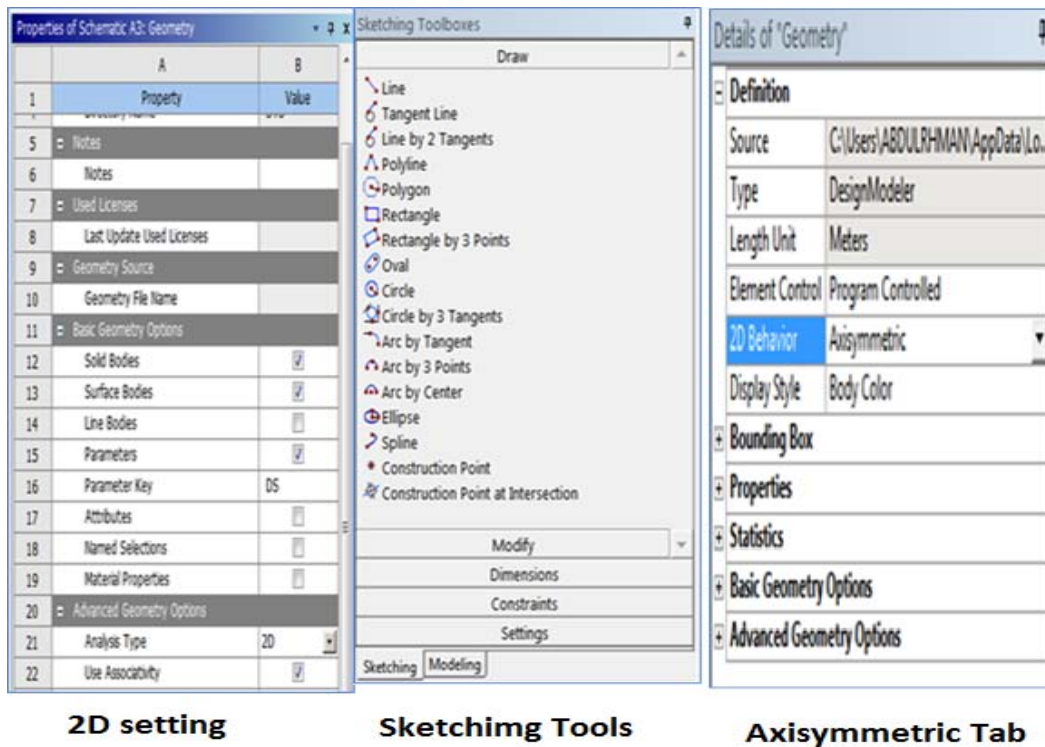 Properties of Schematic A3: Geometry
A B
1 Property Value
5 Notes
6 Notes
7 Used Licenses
8 Last Update Used Licenses
9 Geometry Source
10 Geometry File Name
11 Basic Geometry Options
12 Solid Bodies
13 Surface Bodies
14 Line Bodies
15 Parameters
16 Parameter Key DS
17 Attributes
18 Named Selections
19 Material Properties
20 Advanced Geometry Options
21 Analysis Type 2D
22 Use Associativity
2D setting
Sketching Toolboxes
Draw
Line
Tangent Line
Line by 2 Tangents
Polyline
Polygon
Rectangle
Rectangle by 3 Points
Oval
Circle
Circle by 3 Tangents
Arc by Tangent
Arc by 3 Points
Arc by Center
Ellipse
Spline
Construction Point
Construction Point at Intersection
Modify
Dimensions
Constraints
Settings
Sketching Modeling
Sketchimg Tools
Details of "Geometry"
Definition
Source C:\Users\ABDULRHMAN\AppData\Lo...
Type DesignModeler
Length Unit Meters
Element Control Program Controlled
2D Behavior Axisymmetric
Display Style Body Color
Bounding Box
Properties
Statistics
Basic Geometry Options
Advanced Geometry Options
Axisymmetric Tab